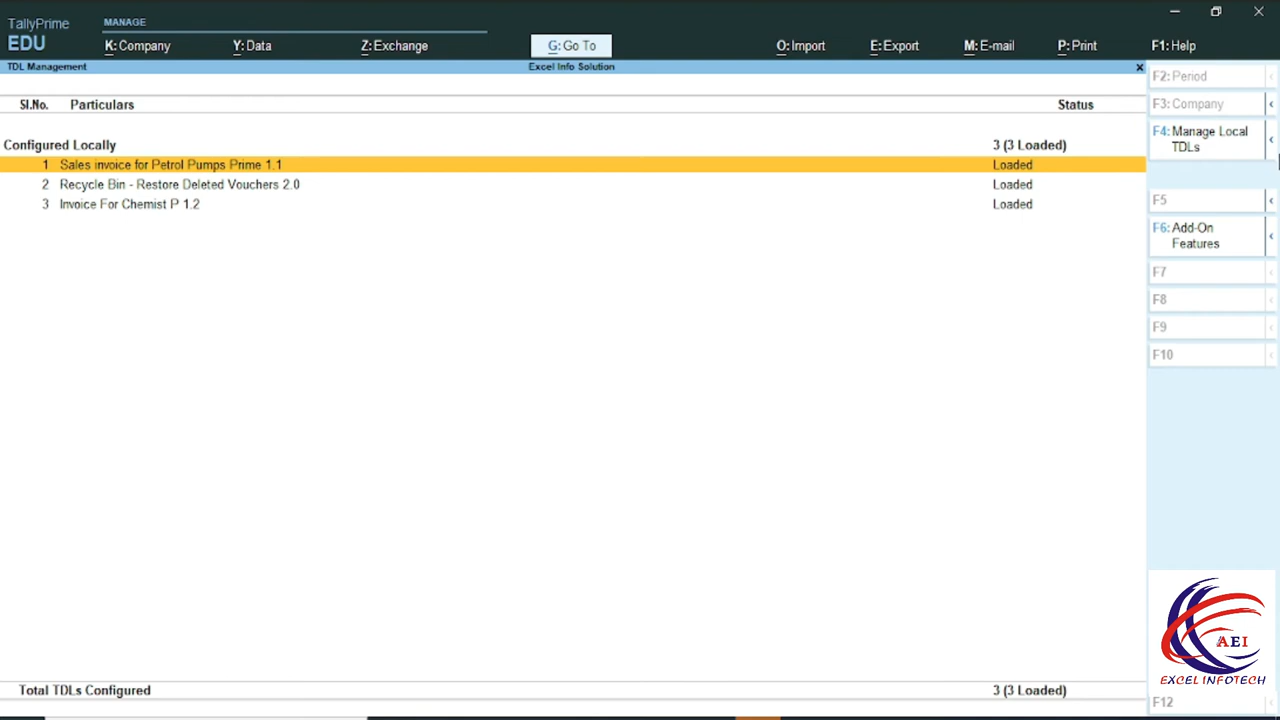 TallyPrime
EDU
MANAGE
K: Company Y: Data Z: Exchange G: Go To O: Import E: Export M: E-mail P: Print F1: Help
TDL Management Excel Info Solution x
Sl.No. Particulars Status
Configured Locally 3 (3 Loaded)
1 Sales invoice for Petrol Pumps Prime 1.1 Loaded
2 Recycle Bin - Restore Deleted Vouchers 2.0 Loaded
3 Invoice For Chemist P 1.2 Loaded
Total TDLs Configured 3 (3 Loaded)
F2: Period
F3: Company
F4: Manage Local
TDLs
F5
F6: Add-On
Features
F7
F8
F9
F10
AEI
EXCEL INFOTECH
F12